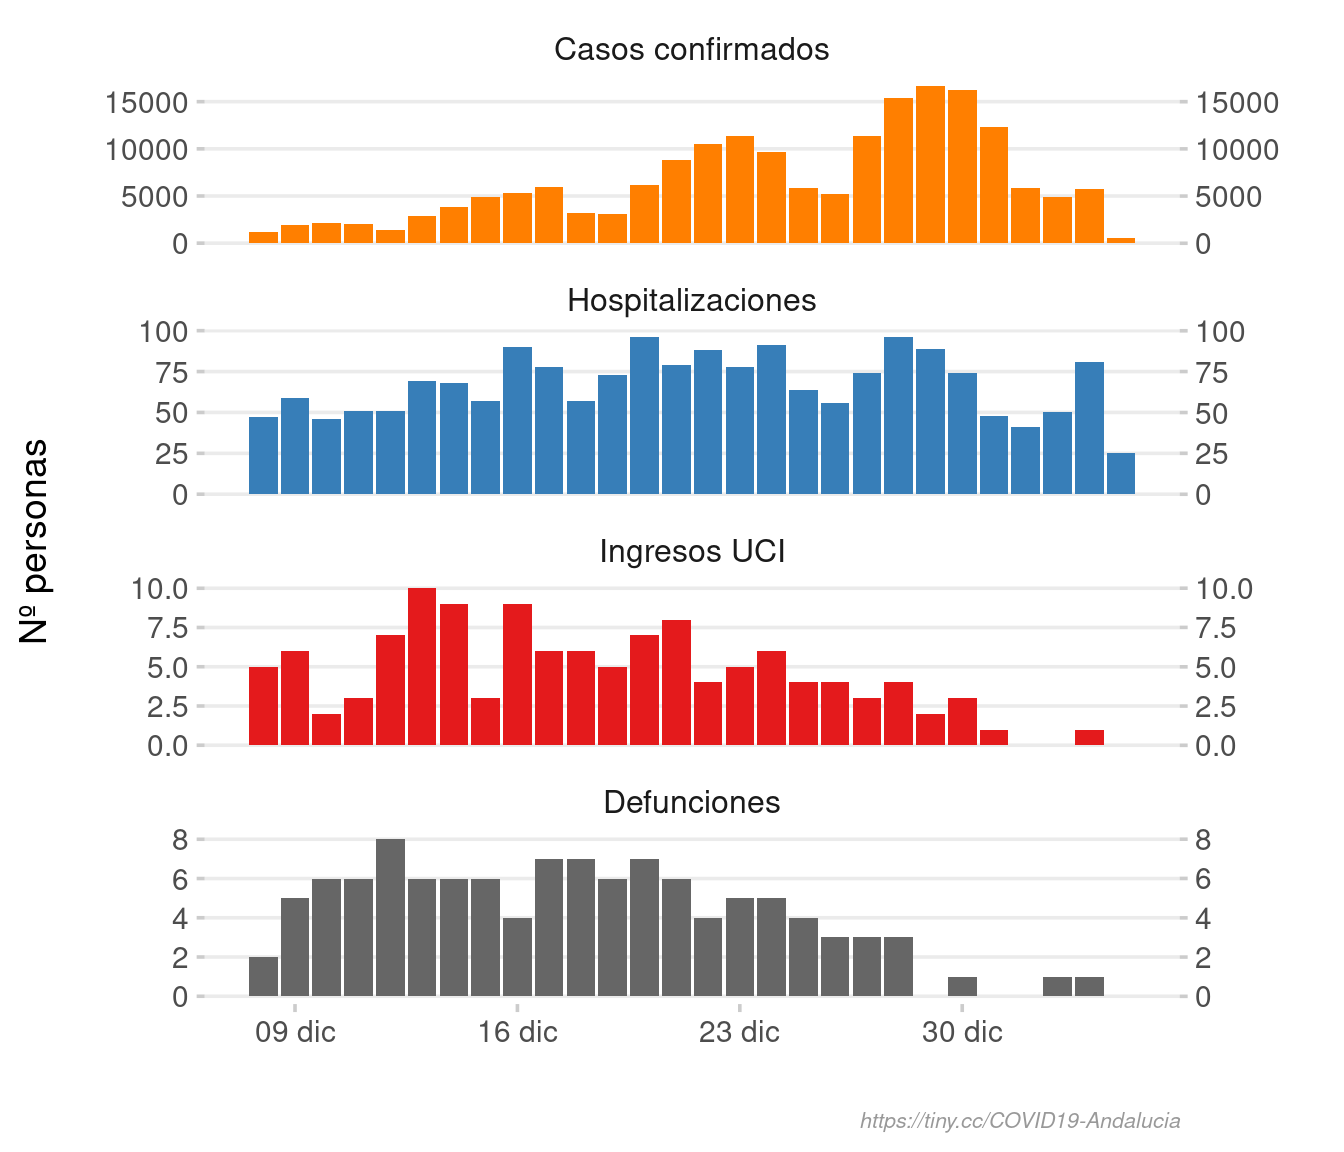 Casos confirmados
15000 15000
10000 10000
5000 5000
0 0
Hospitalizaciones
100 100
75 75
50 50
25 25
0 0
Nº personas
Ingresos UCI
10.0 10.0
7.5 7.5
5.0 5.0
2.5 2.5
0.0 0.0
Defunciones
8 8
6 6
4 4
2 2
0 0
09 dic 16 dic 23 dic 30 dic
https://tiny.cc/COVID19-Andalucia